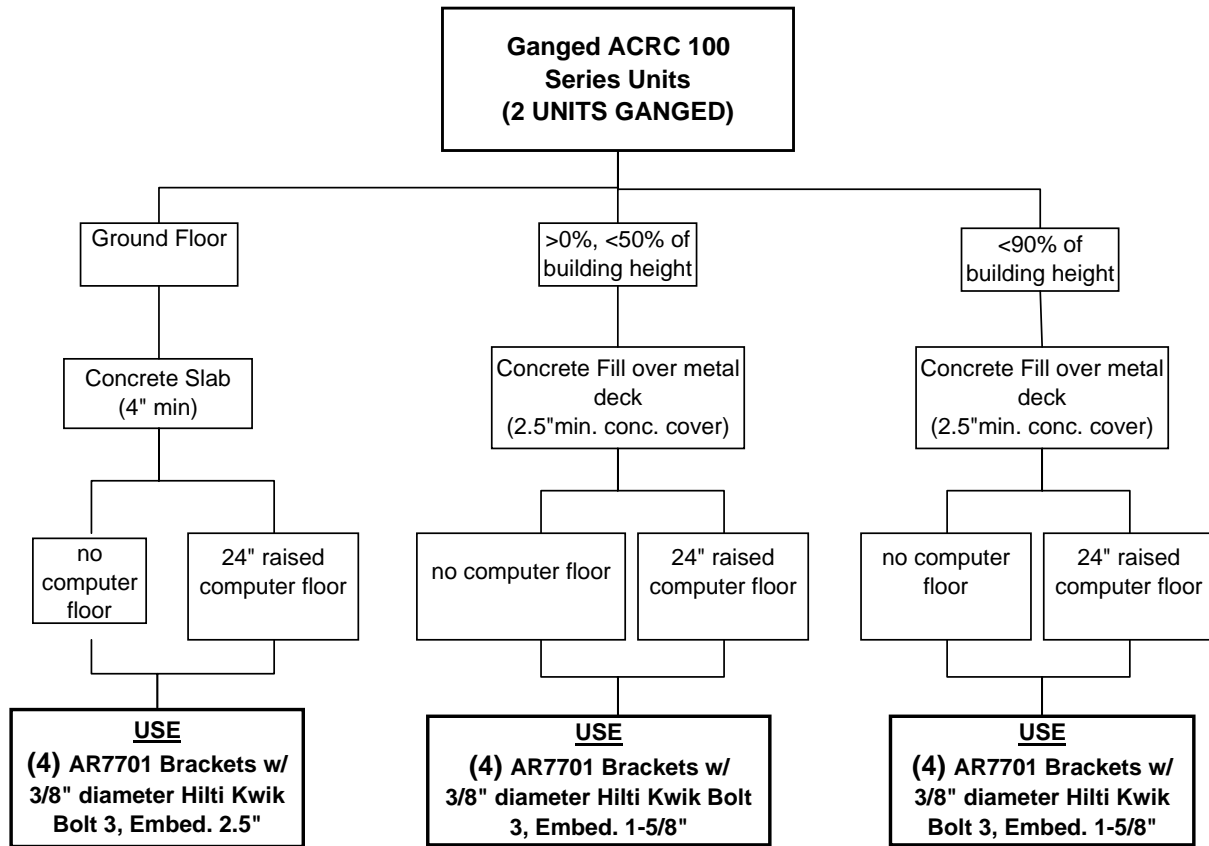 Ganged ACRC 100
Series Units
(2 UNITS GANGED)
Ground Floor
>0%, <50% of
building height
<90% of
building height
Concrete Slab
(4" min)
Concrete Fill over metal
deck
(2.5"min. conc. cover)
Concrete Fill over metal
deck
(2.5"min. conc. cover)
no
computer
floor
24" raised
computer floor
no computer floor
24" raised
computer floor
no computer
floor
24" raised
computer floor
USE
(4) AR7701 Brackets w/
3/8" diameter Hilti Kwik
Bolt 3, Embed. 2.5"
USE
(4) AR7701 Brackets w/
3/8" diameter Hilti Kwik Bolt
3, Embed. 1-5/8"
USE
(4) AR7701 Brackets w/
3/8" diameter Hilti Kwik
Bolt 3, Embed. 1-5/8"